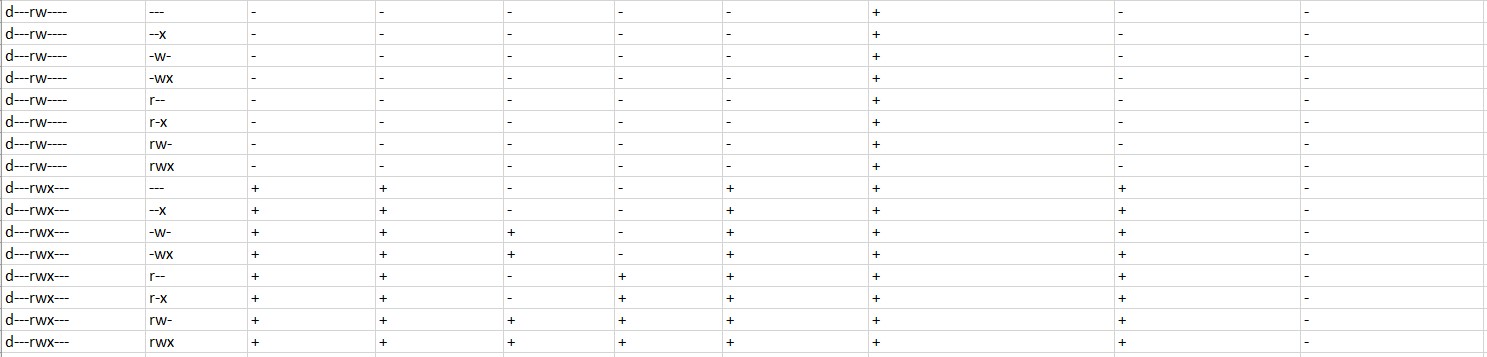 d---rw---- --- - - - - - + - -
d---rw---- --x - - - - - + - -
d---rw---- -w- - - - - - + - -
d---rw---- -wx - - - - - + - -
d---rw---- r-- - - - - - + - -
d---rw---- r-x - - - - - + - -
d---rw---- rw- - - - - - + - -
d---rw---- rwx - - - - - + - -
d---rwx--- --- + + - - + + + -
d---rwx--- --x + + - - + + + -
d---rwx--- -w- + + + - + + + -
d---rwx--- -wx + + + - + + + -
d---rwx--- r-- + + - + + + + -
d---rwx--- r-x + + - + + + + -
d---rwx--- rw- + + + + + + + -
d---rwx--- rwx + + + + + + + -